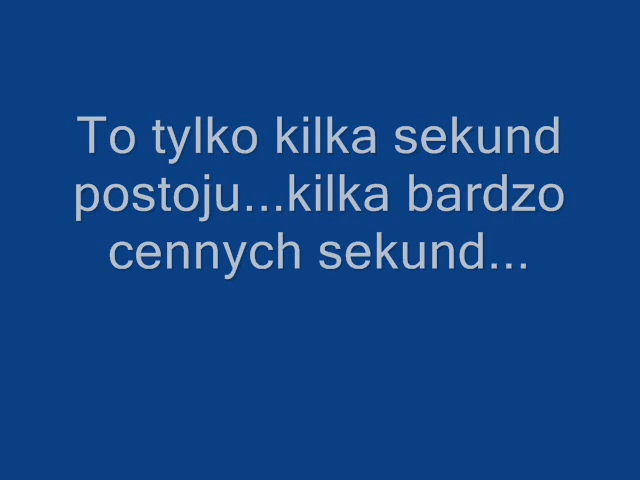 To tylko kilka sekund
postoju...kilka bardzo
cennych sekund...